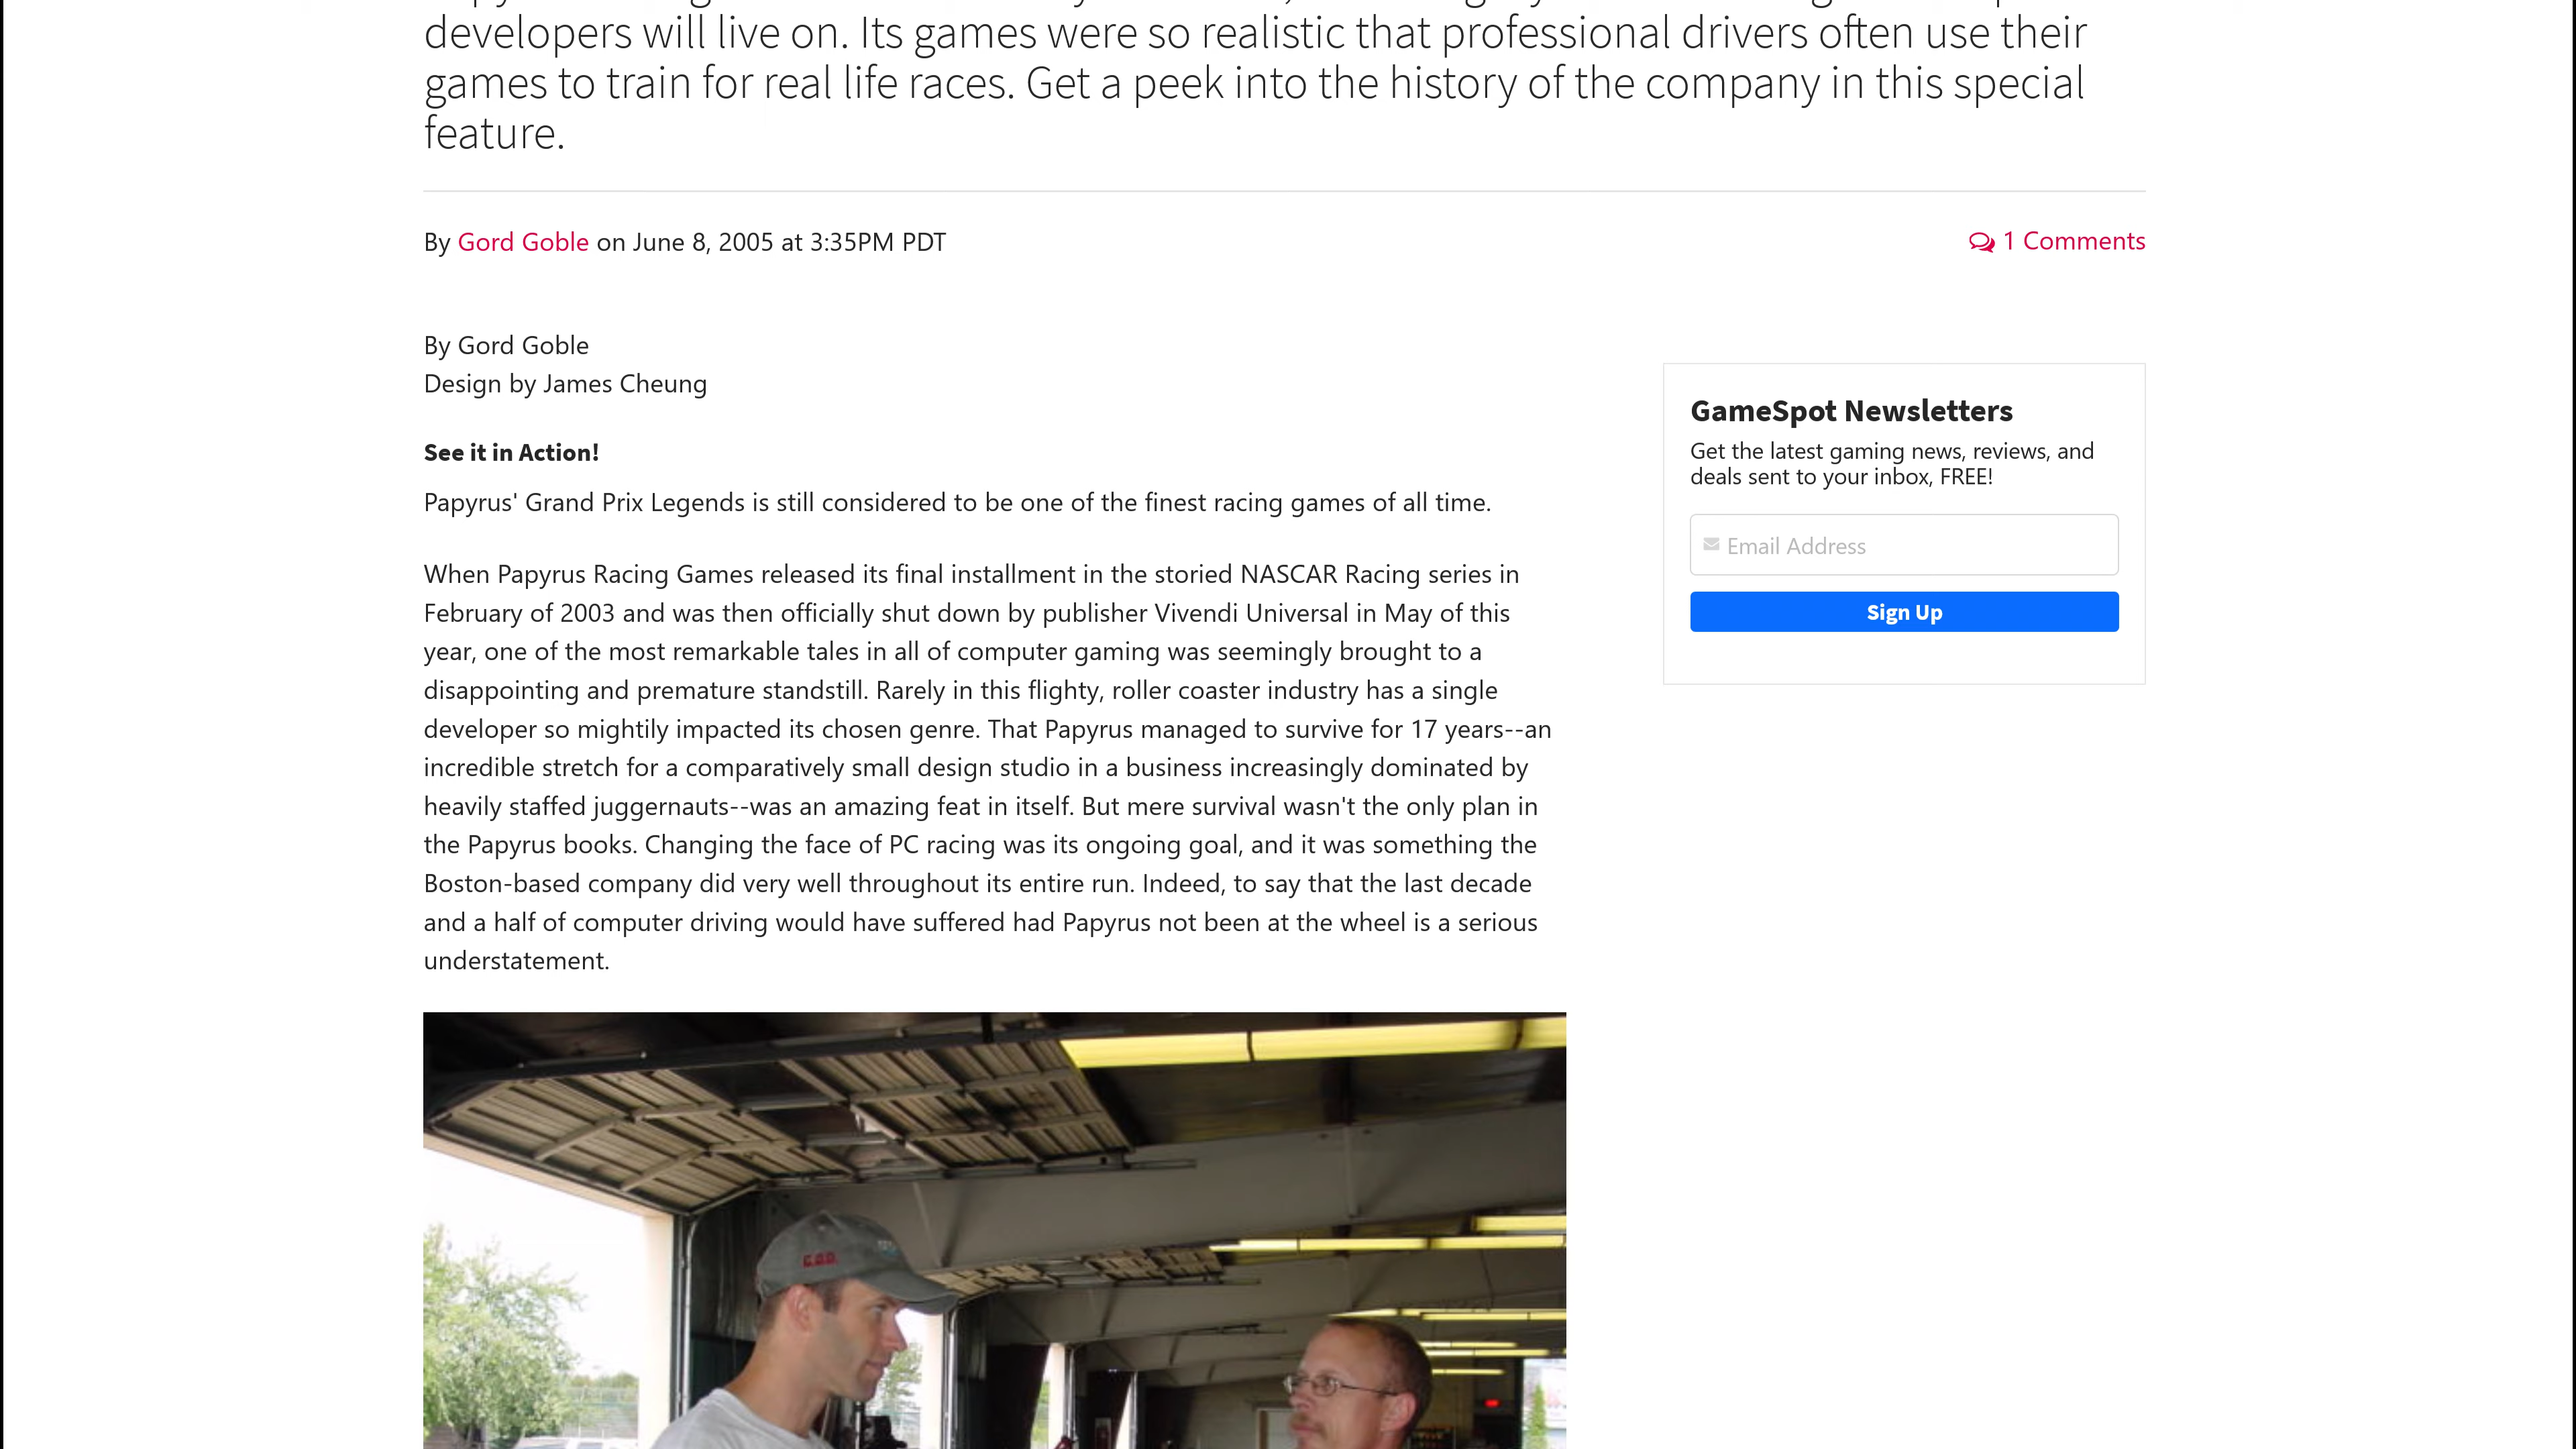 developers will live on. Its games were so realistic that professional drivers often use their
games to train for real life races. Get a peek into the history of the company in this special
feature.
By Gord Goble on June 8, 2005 at 3:35PM PDT
1 Comments
By Gord Goble
Design by James Cheung
See it in Action!
Papyrus' Grand Prix Legends is still considered to be one of the finest racing games of all time.
When Papyrus Racing Games released its final installment in the storied NASCAR Racing series in
February of 2003 and was then officially shut down by publisher Vivendi Universal in May of this
year, one of the most remarkable tales in all of computer gaming was seemingly brought to a
disappointing and premature standstill. Rarely in this flighty, roller coaster industry has a single
developer so mightily impacted its chosen genre. That Papyrus managed to survive for 17 years--an
incredible stretch for a comparatively small design studio in a business increasingly dominated by
heavily staffed juggernauts--was an amazing feat in itself. But mere survival wasn't the only plan in
the Papyrus books. Changing the face of PC racing was its ongoing goal, and it was something the
Boston-based company did very well throughout its entire run. Indeed, to say that the last decade
and a half of computer driving would have suffered had Papyrus not been at the wheel is a serious
understatement.
GameSpot Newsletters
Get the latest gaming news, reviews, and
deals sent to your inbox, FREE!
Email Address
Sign Up